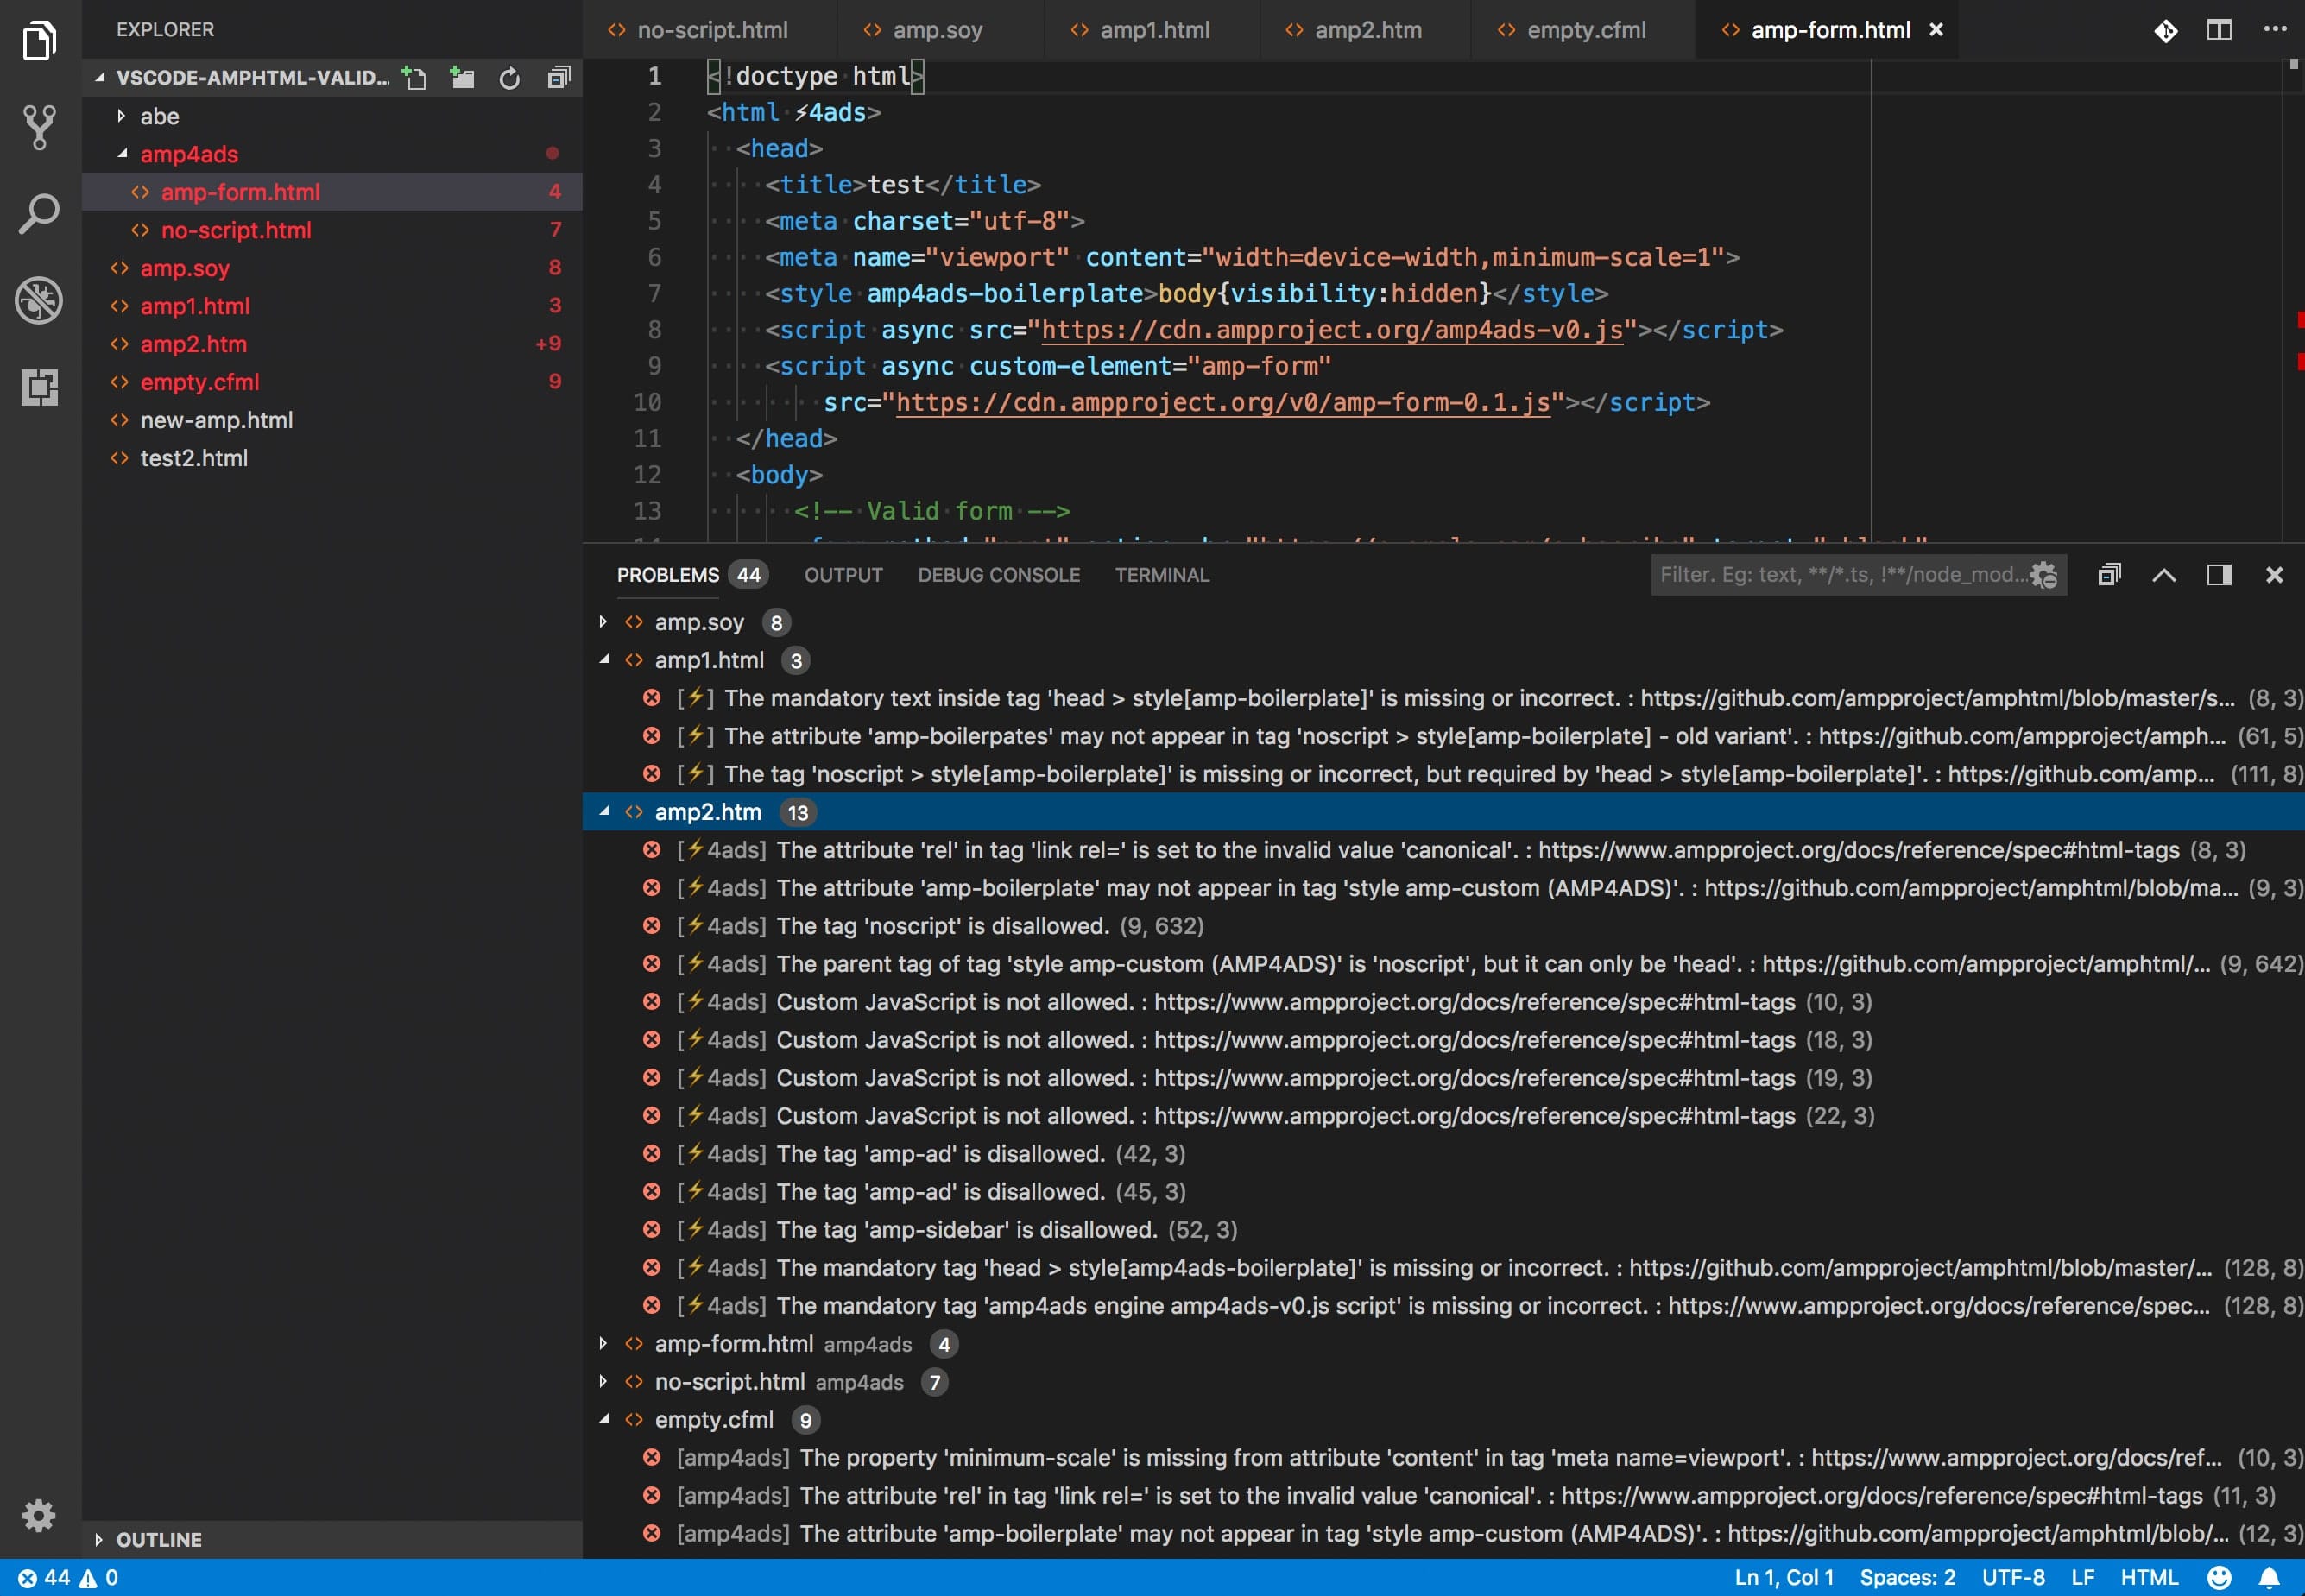 EXPLORER
VSCODE-AMPHTML-VALID...
abe
amp4ads
amp-form.html 4
no-script.html 7
amp.soy 8
amp1.html 3
amp2.htm +9
empty.cfml 9
new-amp.html
test2.html
OUTLINE
no-script.html amp.soy amp1.html amp2.htm empty.cfml amp-form.html
1 <!doctype html>
2 <html ⚡4ads>
3 <head>
4 <title>test</title>
5 <meta charset="utf-8">
6 <meta name="viewport" content="width=device-width,minimum-scale=1">
7 <style amp4ads-boilerplate>body{visibility:hidden}</style>
8 <script async src="https://cdn.ampproject.org/amp4ads-v0.js"></script>
9 <script async custom-element="amp-form"
10 src="https://cdn.ampproject.org/v0/amp-form-0.1.js"></script>
11 </head>
12 <body>
13 <!-- Valid form -->
PROBLEMS 44 OUTPUT DEBUG CONSOLE TERMINAL Filter. Eg: text, **/*.ts, !**/node_mod...
amp.soy 8
amp1.html 3
[⚡] The mandatory text inside tag 'head > style[amp-boilerplate]' is missing or incorrect. : https://github.com/ampproject/amphtml/blob/master/s... (8, 3)
[⚡] The attribute 'amp-boilerpates' may not appear in tag 'noscript > style[amp-boilerplate] - old variant'. : https://github.com/ampproject/amph... (61, 5)
[⚡] The tag 'noscript > style[amp-boilerplate]' is missing or incorrect, but required by 'head > style[amp-boilerplate]'. : https://github.com/amp... (111, 8)
amp2.htm 13
[⚡4ads] The attribute 'rel' in tag 'link rel=' is set to the invalid value 'canonical'. : https://www.ampproject.org/docs/reference/spec#html-tags (8, 3)
[⚡4ads] The attribute 'amp-boilerplate' may not appear in tag 'style amp-custom (AMP4ADS)'. : https://github.com/ampproject/amphtml/blob/ma... (9, 3)
[⚡4ads] The tag 'noscript' is disallowed. (9, 632)
[⚡4ads] The parent tag of tag 'style amp-custom (AMP4ADS)' is 'noscript', but it can only be 'head'. : https://github.com/ampproject/amphtml/... (9, 642)
[⚡4ads] Custom JavaScript is not allowed. : https://www.ampproject.org/docs/reference/spec#html-tags (10, 3)
[⚡4ads] Custom JavaScript is not allowed. : https://www.ampproject.org/docs/reference/spec#html-tags (18, 3)
[⚡4ads] Custom JavaScript is not allowed. : https://www.ampproject.org/docs/reference/spec#html-tags (19, 3)
[⚡4ads] Custom JavaScript is not allowed. : https://www.ampproject.org/docs/reference/spec#html-tags (22, 3)
[⚡4ads] The tag 'amp-ad' is disallowed. (42, 3)
[⚡4ads] The tag 'amp-ad' is disallowed. (45, 3)
[⚡4ads] The tag 'amp-sidebar' is disallowed. (52, 3)
[⚡4ads] The mandatory tag 'head > style[amp4ads-boilerplate]' is missing or incorrect. : https://github.com/ampproject/amphtml/blob/master/... (128, 8)
[⚡4ads] The mandatory tag 'amp4ads engine amp4ads-v0.js script' is missing or incorrect. : https://www.ampproject.org/docs/reference/spec... (128, 8)
amp-form.html amp4ads 4
no-script.html amp4ads 7
empty.cfml 9
[amp4ads] The property 'minimum-scale' is missing from attribute 'content' in tag 'meta name=viewport'. : https://www.ampproject.org/docs/ref... (10, 3)
[amp4ads] The attribute 'rel' in tag 'link rel=' is set to the invalid value 'canonical'. : https://www.ampproject.org/docs/reference/spec#html-tags (11, 3)
[amp4ads] The attribute 'amp-boilerplate' may not appear in tag 'style amp-custom (AMP4ADS)'. : https://github.com/ampproject/amphtml/blob/... (12, 3)
44 0 Ln 1, Col 1 Spaces: 2 UTF-8 LF HTML